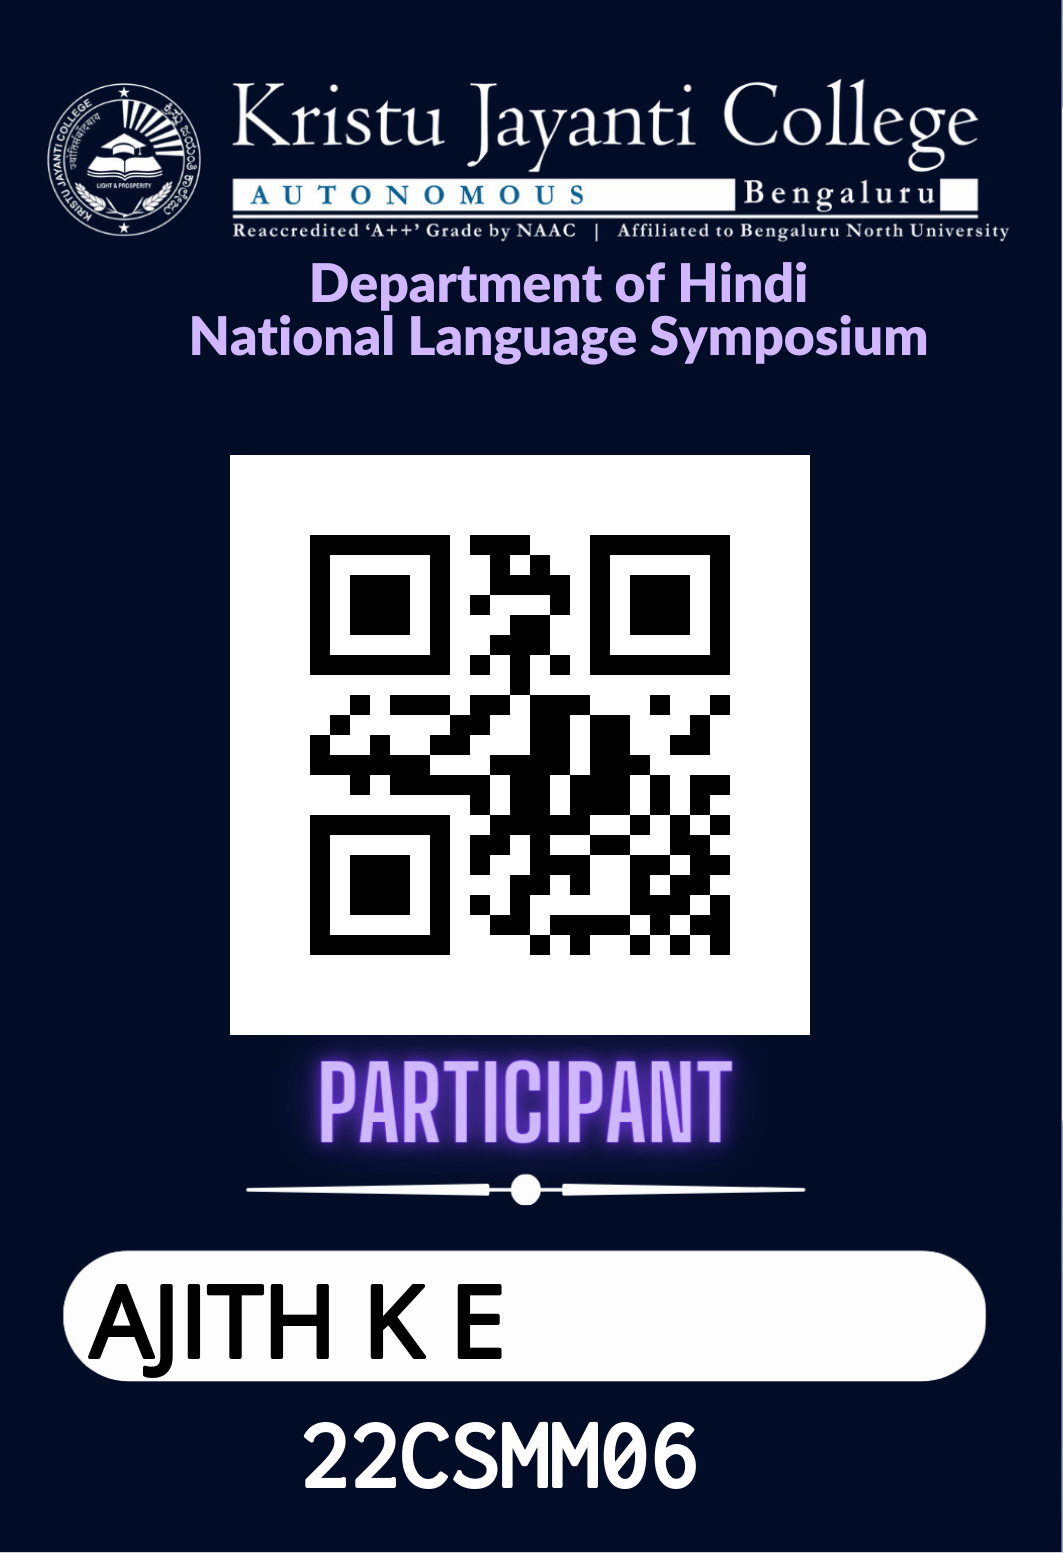 KRISTU JAYANTI COLLEGE
LIGHT & PROSPERITY
Kristu Jayanti College
AUTONOMOUS Bengaluru
Reaccredited ‘A++’ Grade by NAAC | Affiliated to Bengaluru North University
Department of Hindi
National Language Symposium
PARTICIPANT
AJITH K E
22CSMM06